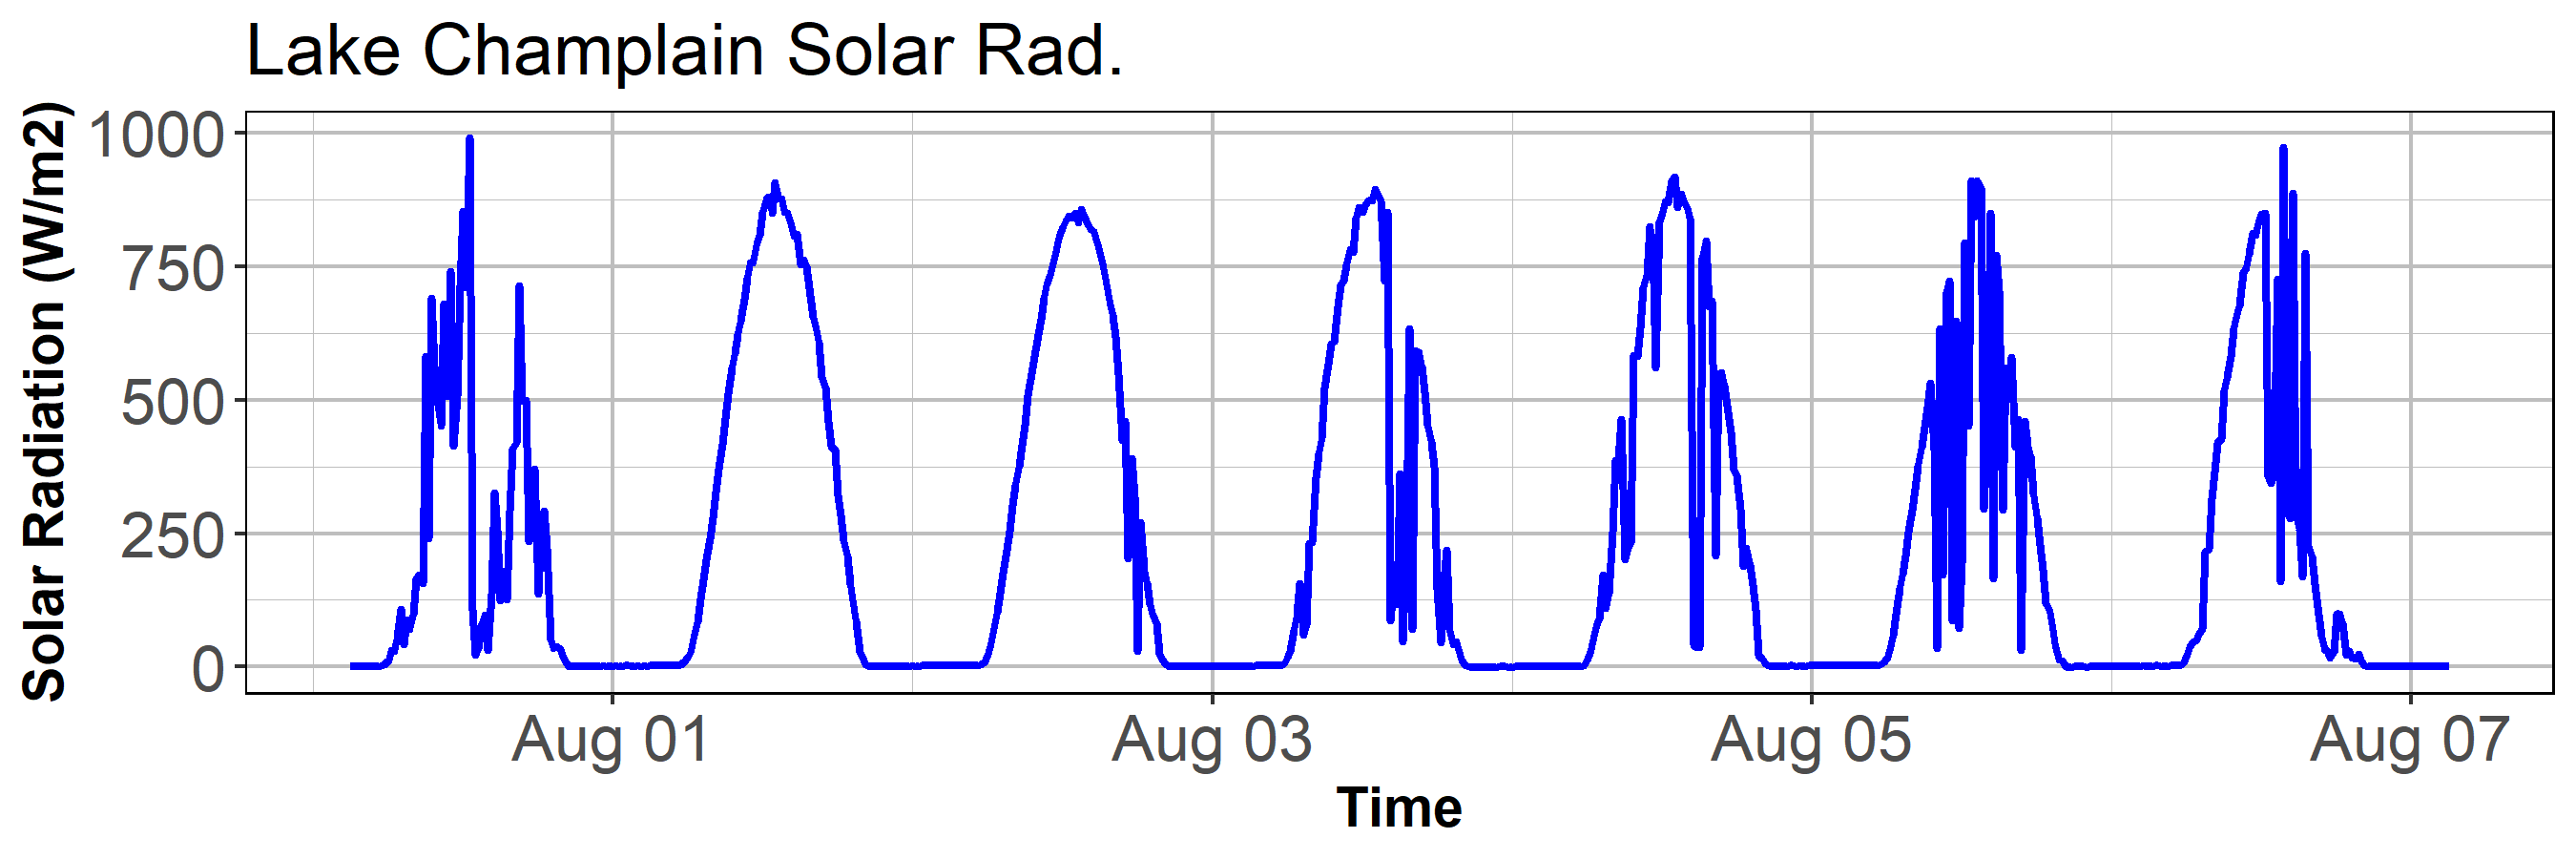 Lake Champlain Solar Rad.
Solar Radiation (W/m2)
1000
750
500
250
0
Aug 01 Aug 03 Aug 05 Aug 07
Time